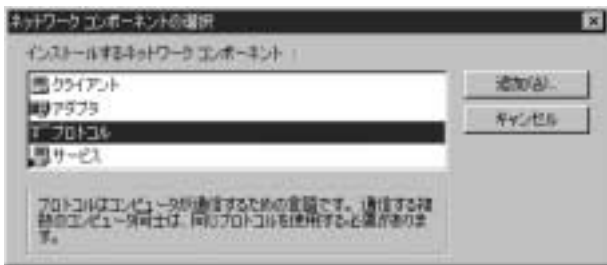 ネットワーク コンポーネントの選択
インストールするネットワーク コンポーネント :
クライアント
アダプタ
プロトコル
サービス
追加(A)...
キャンセル
プロトコルはコンピュータが通信するための言語です。通信する複
数のコンピュータ同士は、同じプロトコルを使用する必要がありま
す。